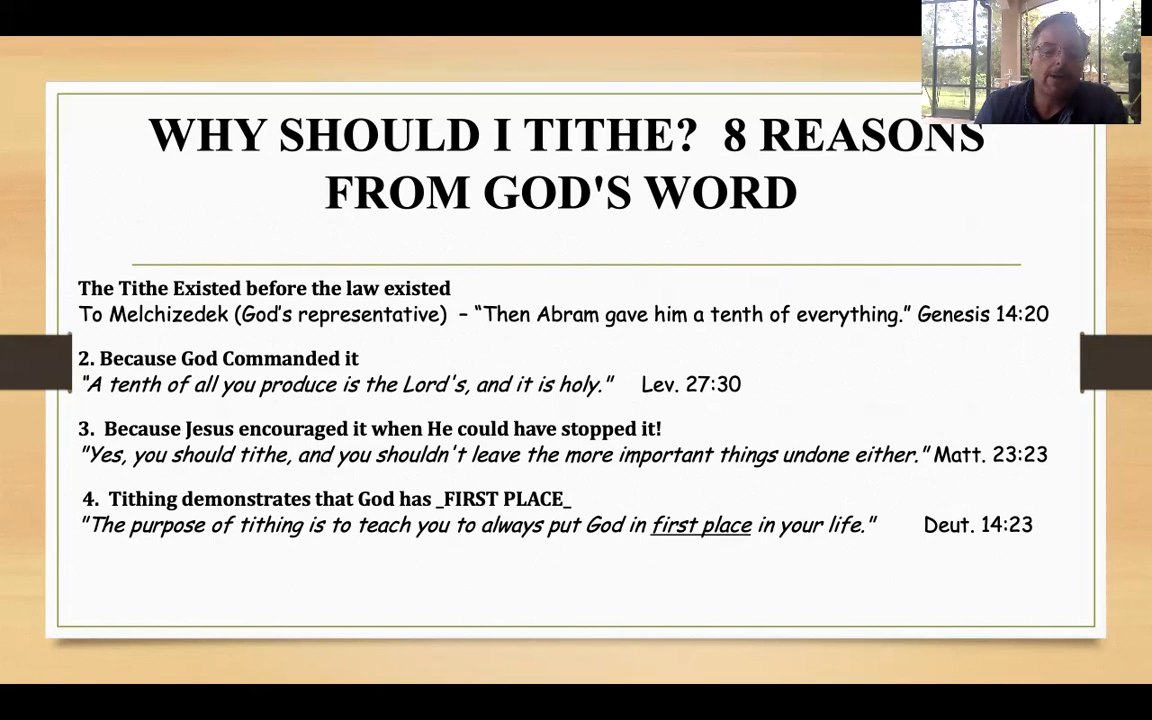 WHY SHOULD I TITHE? 8 REASONS
FROM GOD'S WORD
The Tithe Existed before the law existed
To Melchizedek (God's representative) – “Then Abram gave him a tenth of everything.” Genesis 14:20
2. Because God Commanded it
"A tenth of all you produce is the Lord's, and it is holy." Lev. 27:30
3. Because Jesus encouraged it when He could have stopped it!
"Yes, you should tithe, and you shouldn't leave the more important things undone either." Matt. 23:23
4. Tithing demonstrates that God has _FIRST PLACE_
"The purpose of tithing is to teach you to always put God in first place in your life." Deut. 14:23